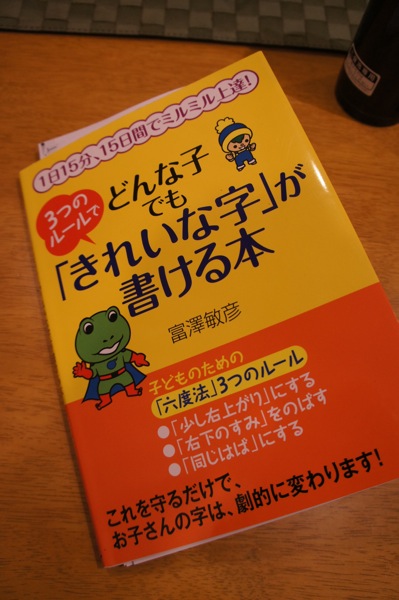 1日15分、15日間でミルミル上達!
3つの
ルールで
どんな子
でも
「きれいな字」が
書ける本
富澤敏彦
子どものための
「六度法」3つのルール
●「少し右上がり」にする
●「右下のすみ」をのばす
●「同じはば」にする
これを守るだけで、
お子さんの字は、劇的に変わります!